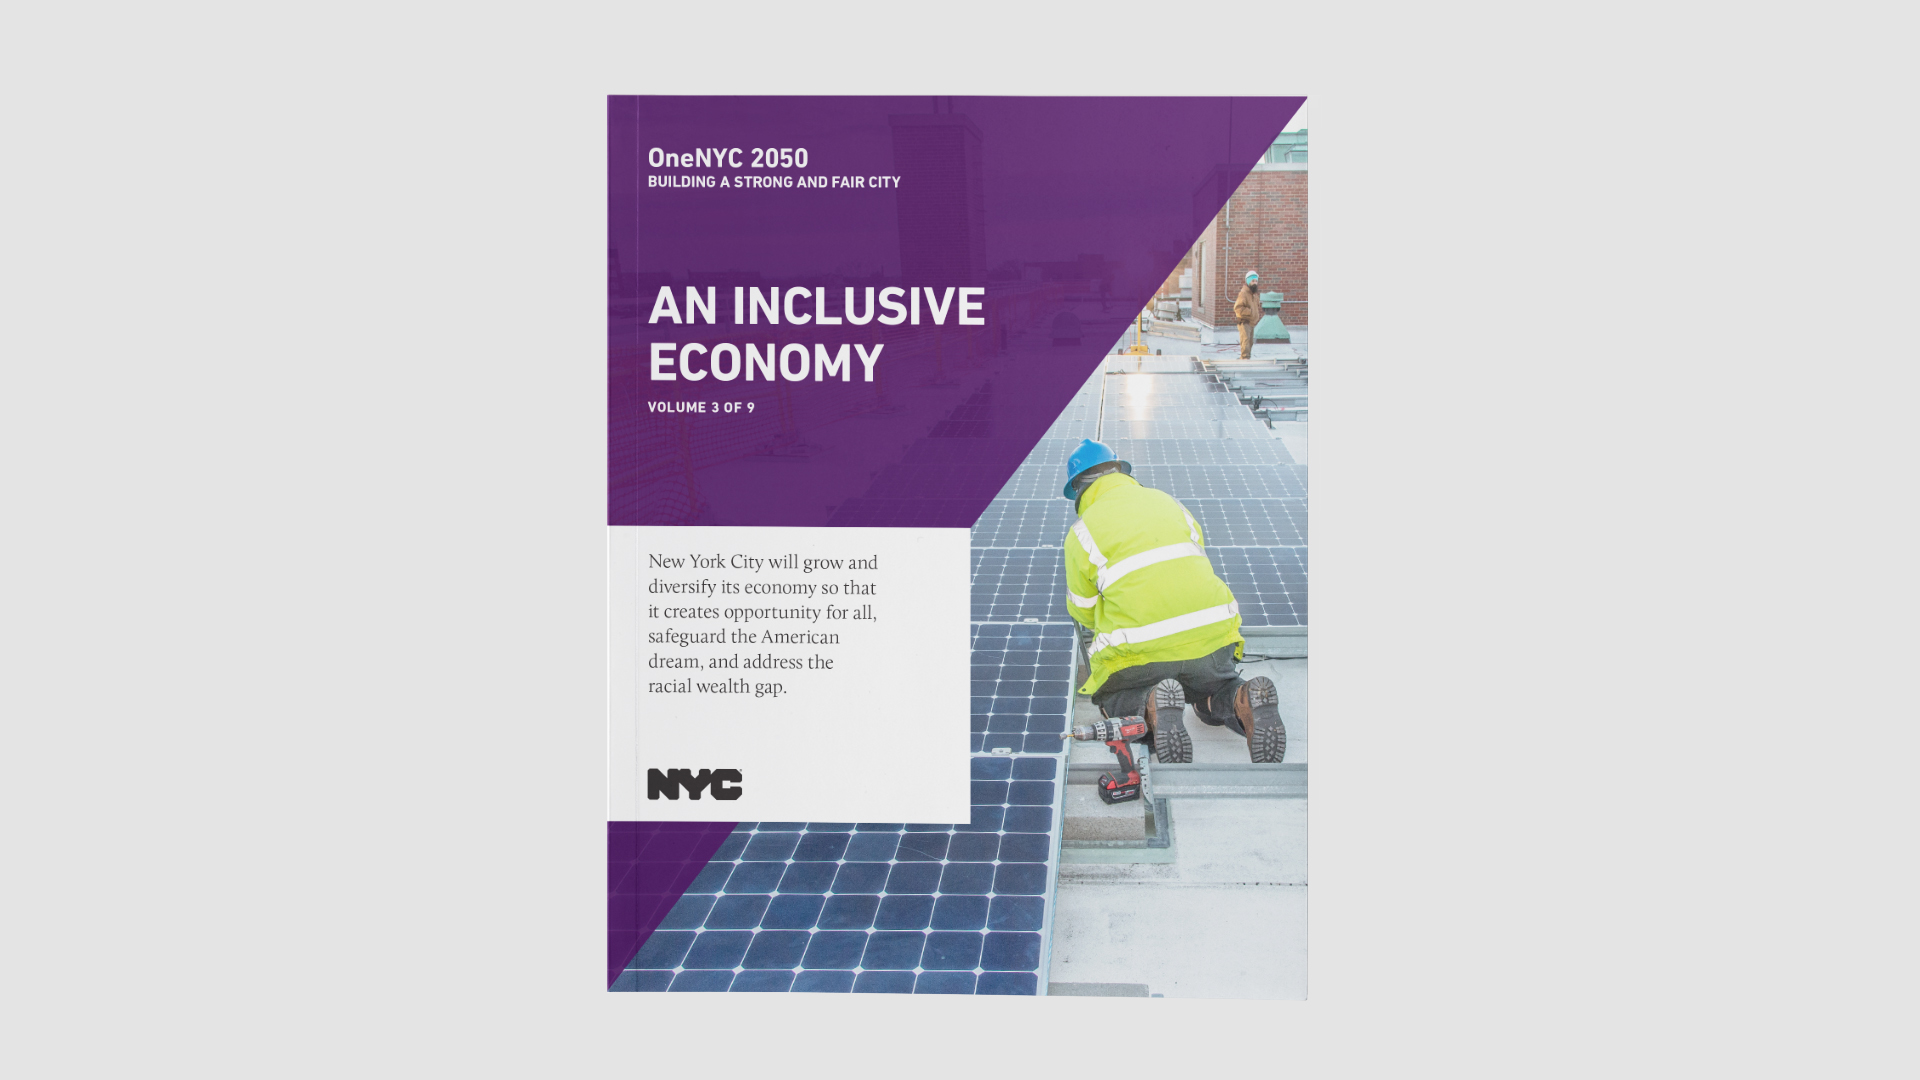 OneNYC 2050
BUILDING A STRONG AND FAIR CITY
AN INCLUSIVE
ECONOMY
VOLUME 3 OF 9
New York City will grow and
diversify its economy so that
it creates opportunity for all,
safeguard the American
dream, and address the
racial wealth gap.
NYC